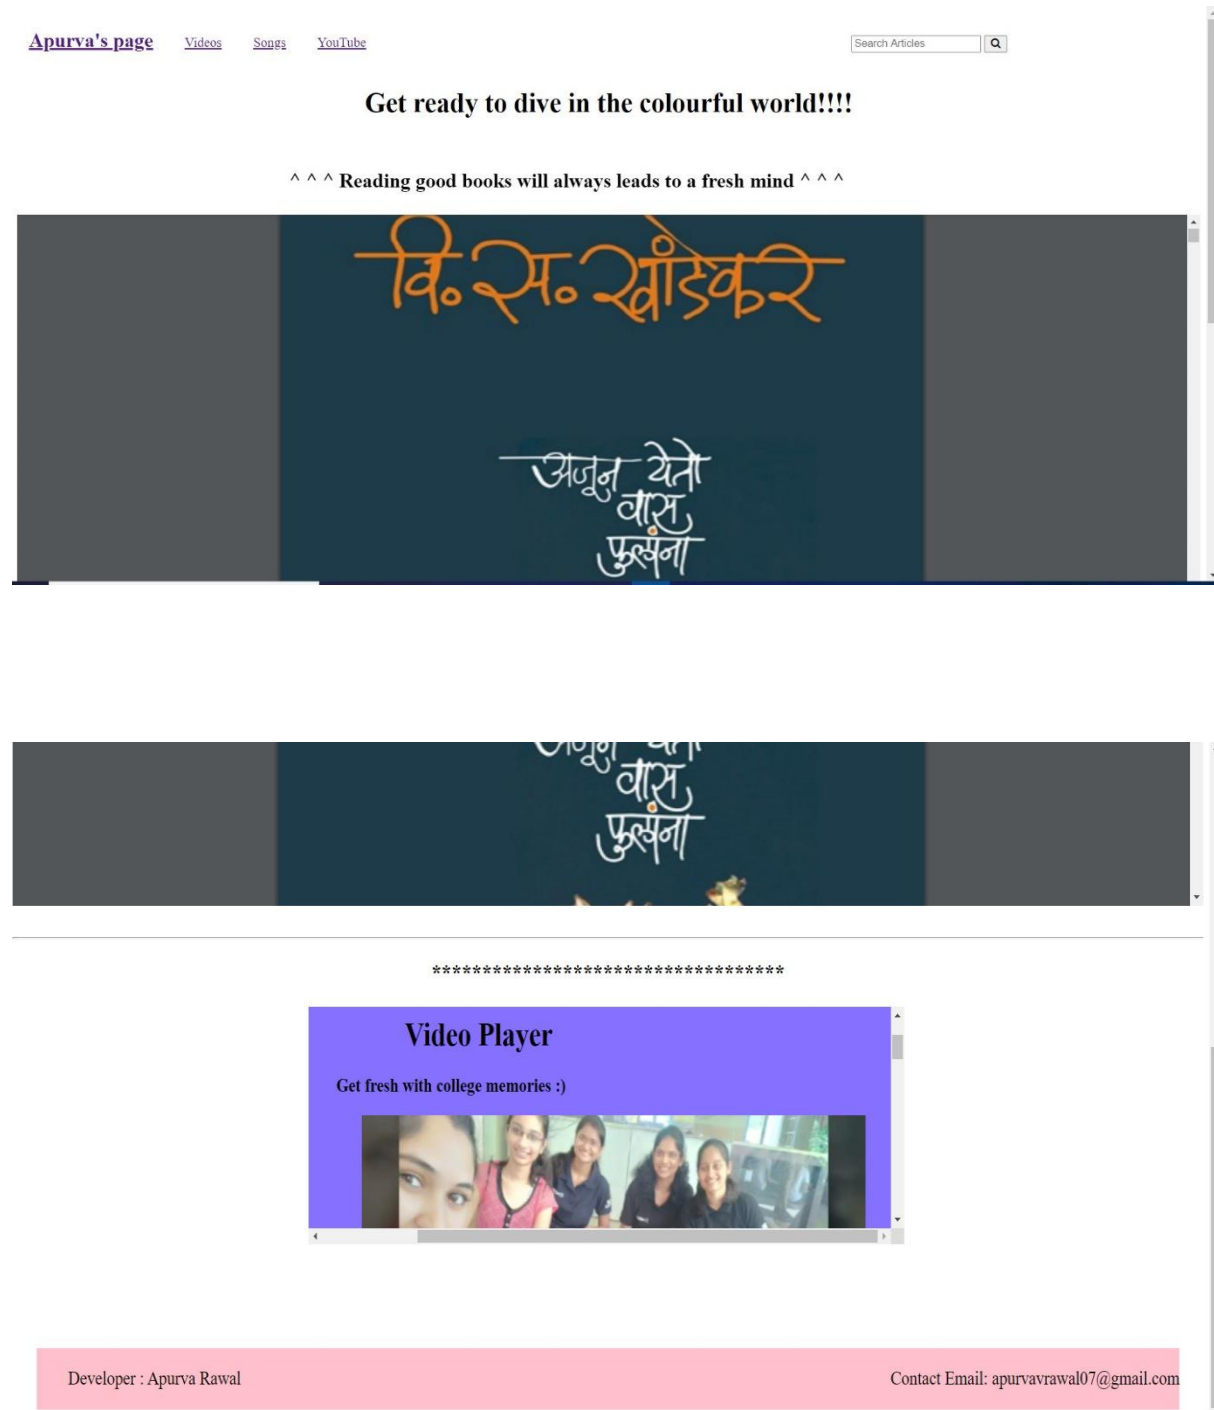 Apurva's page Videos Songs YouTube Search Articles
Get ready to dive in the colourful world!!!!
^ ^ ^ Reading good books will always leads to a fresh mind ^ ^ ^
वि. स. खांडेकर
अजून येतो
वास
फुलांना
अजून येतो
वास
फुलांना
***********************************
Video Player
Get fresh with college memories :)
Developer : Apurva Rawal Contact Email: apurvavrawal07@gmail.com